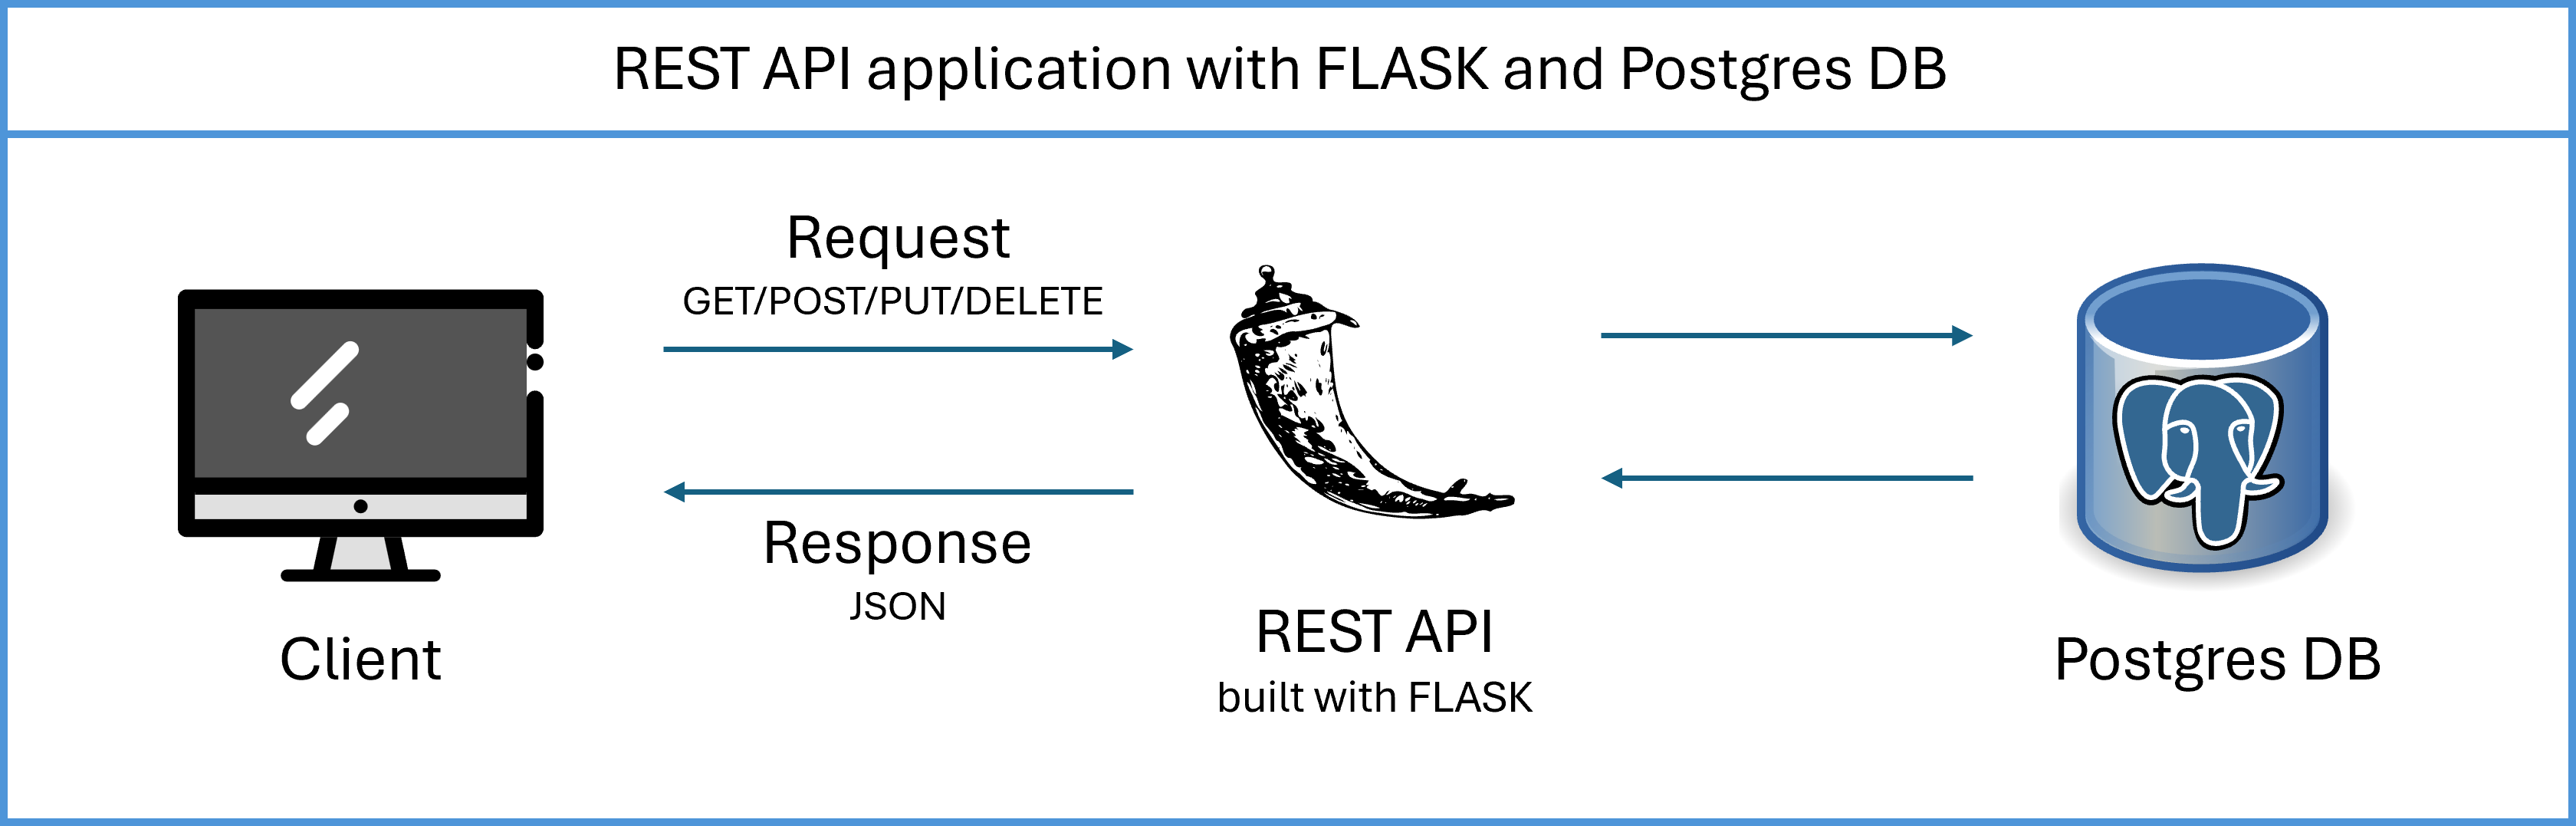 REST API application with FLASK and Postgres DB
Request
GET/POST/PUT/DELETE
Response
JSON
Client
REST API
built with FLASK
Postgres DB